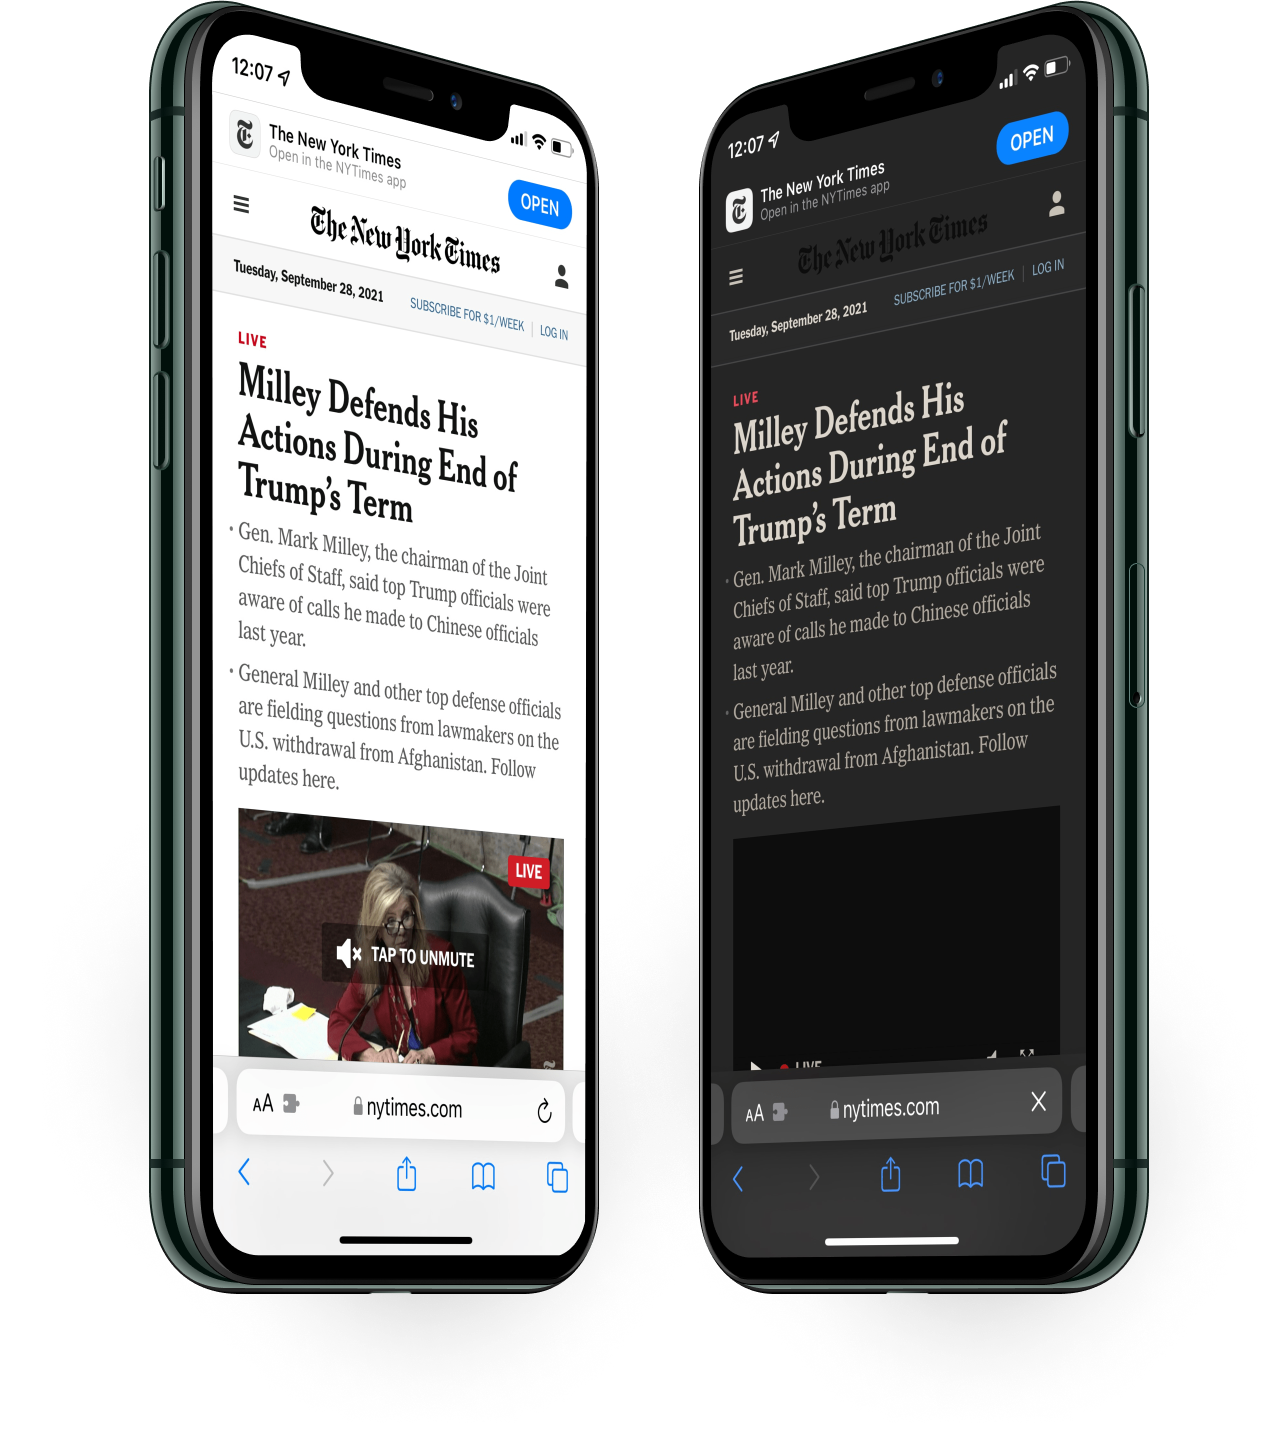 12:07
The New York Times
Open in the NYTimes app
OPEN
The New York Times
Tuesday, September 28, 2021
SUBSCRIBE FOR $1/WEEK
LOG IN
LIVE
Milley Defends His
Actions During End of
Trump's Term
• Gen. Mark Milley, the chairman of the Joint
Chiefs of Staff, said top Trump officials were
aware of calls he made to Chinese officials
last year.
• General Milley and other top defense officials
are fielding questions from lawmakers on the
U.S. withdrawal from Afghanistan. Follow
updates here.
LIVE
TAP TO UNMUTE
AA
nytimes.com
12:07
The New York Times
Open in the NYTimes app
OPEN
The New York Times
Tuesday, September 28, 2021
SUBSCRIBE FOR $1/WEEK
LOG IN
LIVE
Milley Defends His
Actions During End of
Trump's Term
• Gen. Mark Milley, the chairman of the Joint
Chiefs of Staff, said top Trump officials were
aware of calls he made to Chinese officials
last year.
• General Milley and other top defense officials
are fielding questions from lawmakers on the
U.S. withdrawal from Afghanistan. Follow
updates here.
LIVE
AA
nytimes.com